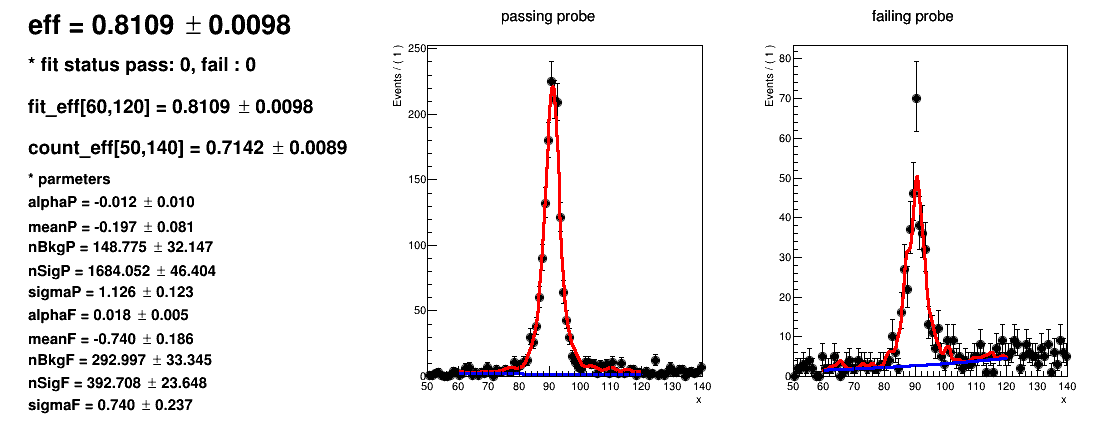 eff = 0.8109 ± 0.0098
* fit status pass: 0, fail : 0
fit_eff[60,120] = 0.8109 ± 0.0098
count_eff[50,140] = 0.7142 ± 0.0089
* parmeters
alphaP = -0.012 ± 0.010
meanP = -0.197 ± 0.081
nBkgP = 148.775 ± 32.147
nSigP = 1684.052 ± 46.404
sigmaP = 1.126 ± 0.123
alphaF = 0.018 ± 0.005
meanF = -0.740 ± 0.186
nBkgF = 292.997 ± 33.345
nSigF = 392.708 ± 23.648
sigmaF = 0.740 ± 0.237
passing probe
Events / ( 1 )
250
200
150
100
50
0
50 60 70 80 90 100 110 120 130 140
x
failing probe
Events / ( 1 )
80
70
60
50
40
30
20
10
0
50 60 70 80 90 100 110 120 130 140
x